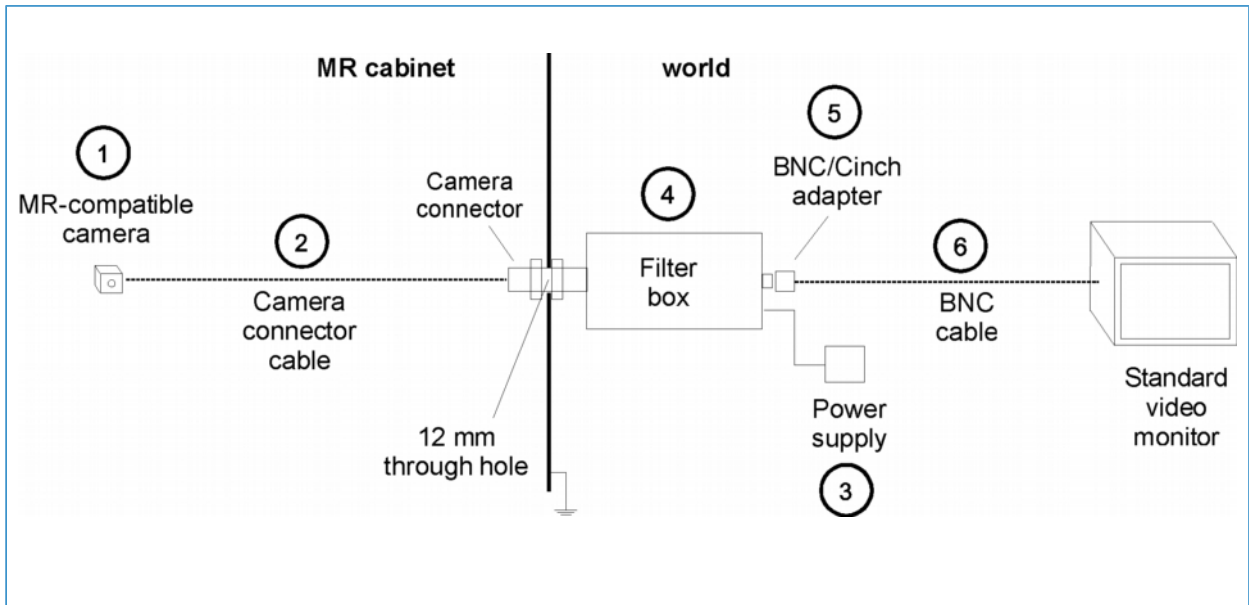 MR cabinet
world
1
MR-compatible
camera
2
Camera
connector
cable
Camera
connector
12 mm
through hole
4
Filter
box
5
BNC/Cinch
adapter
6
BNC
cable
Power
supply
3
Standard
video
monitor